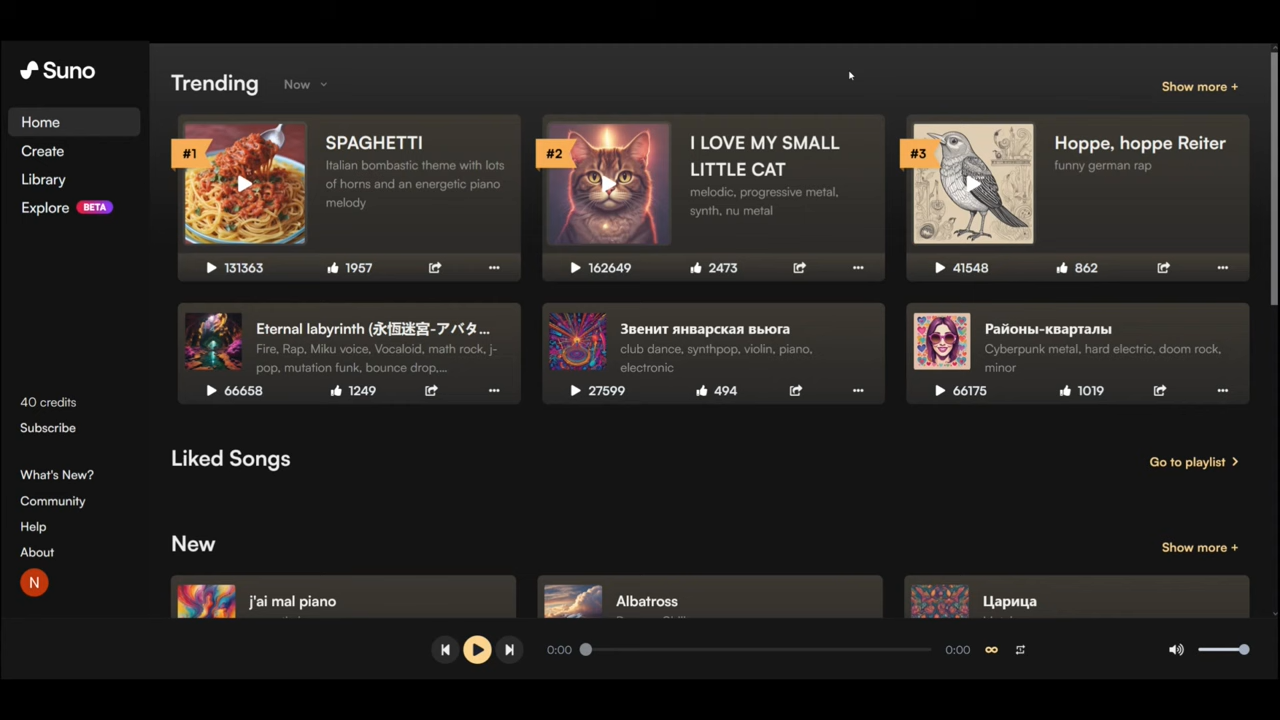 Suno
Home
Create
Library
Explore BETA
40 credits
Subscribe
What's New?
Community
Help
About
N
Trending Now
Show more +
#1
SPAGHETTI
Italian bombastic theme with lots
of horns and an energetic piano
melody
131363 1957
#2
I LOVE MY SMALL
LITTLE CAT
melodic, progressive metal,
synth, nu metal
162649 2473
#3
Hoppe, hoppe Reiter
funny german rap
41548 862
Eternal labyrinth (永恆迷宮-アバタ...
Fire, Rap, Miku voice, Vocaloid, math rock, j-
pop, mutation funk, bounce drop,...
66658 1249
Звенит январская вьюга
club dance, synthpop, violin, piano,
electronic
27599 494
Районы-кварталы
Cyberpunk metal, hard electric, doom rock,
minor
66175 1019
Liked Songs
Go to playlist
New
Show more +
j'ai mal piano
Albatross
Царица
0:00 0:00